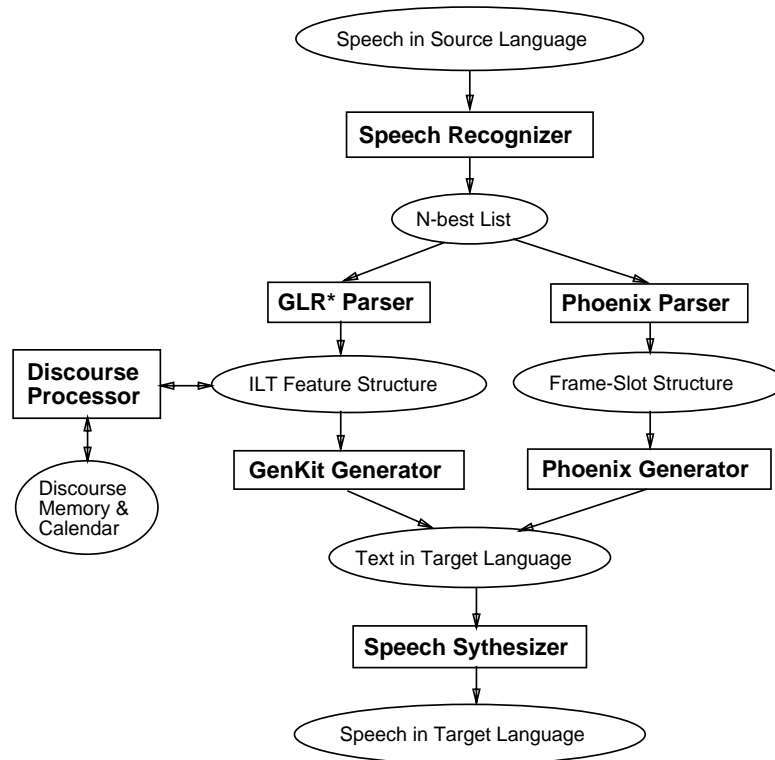 Speech in Source Language
Speech Recognizer
N-best List
GLR* Parser
Phoenix Parser
Discourse
Processor
ILT Feature Structure
Frame-Slot Structure
GenKit Generator
Phoenix Generator
Discourse
Memory &
Calendar
Text in Target Language
Speech Sythesizer
Speech in Target Language